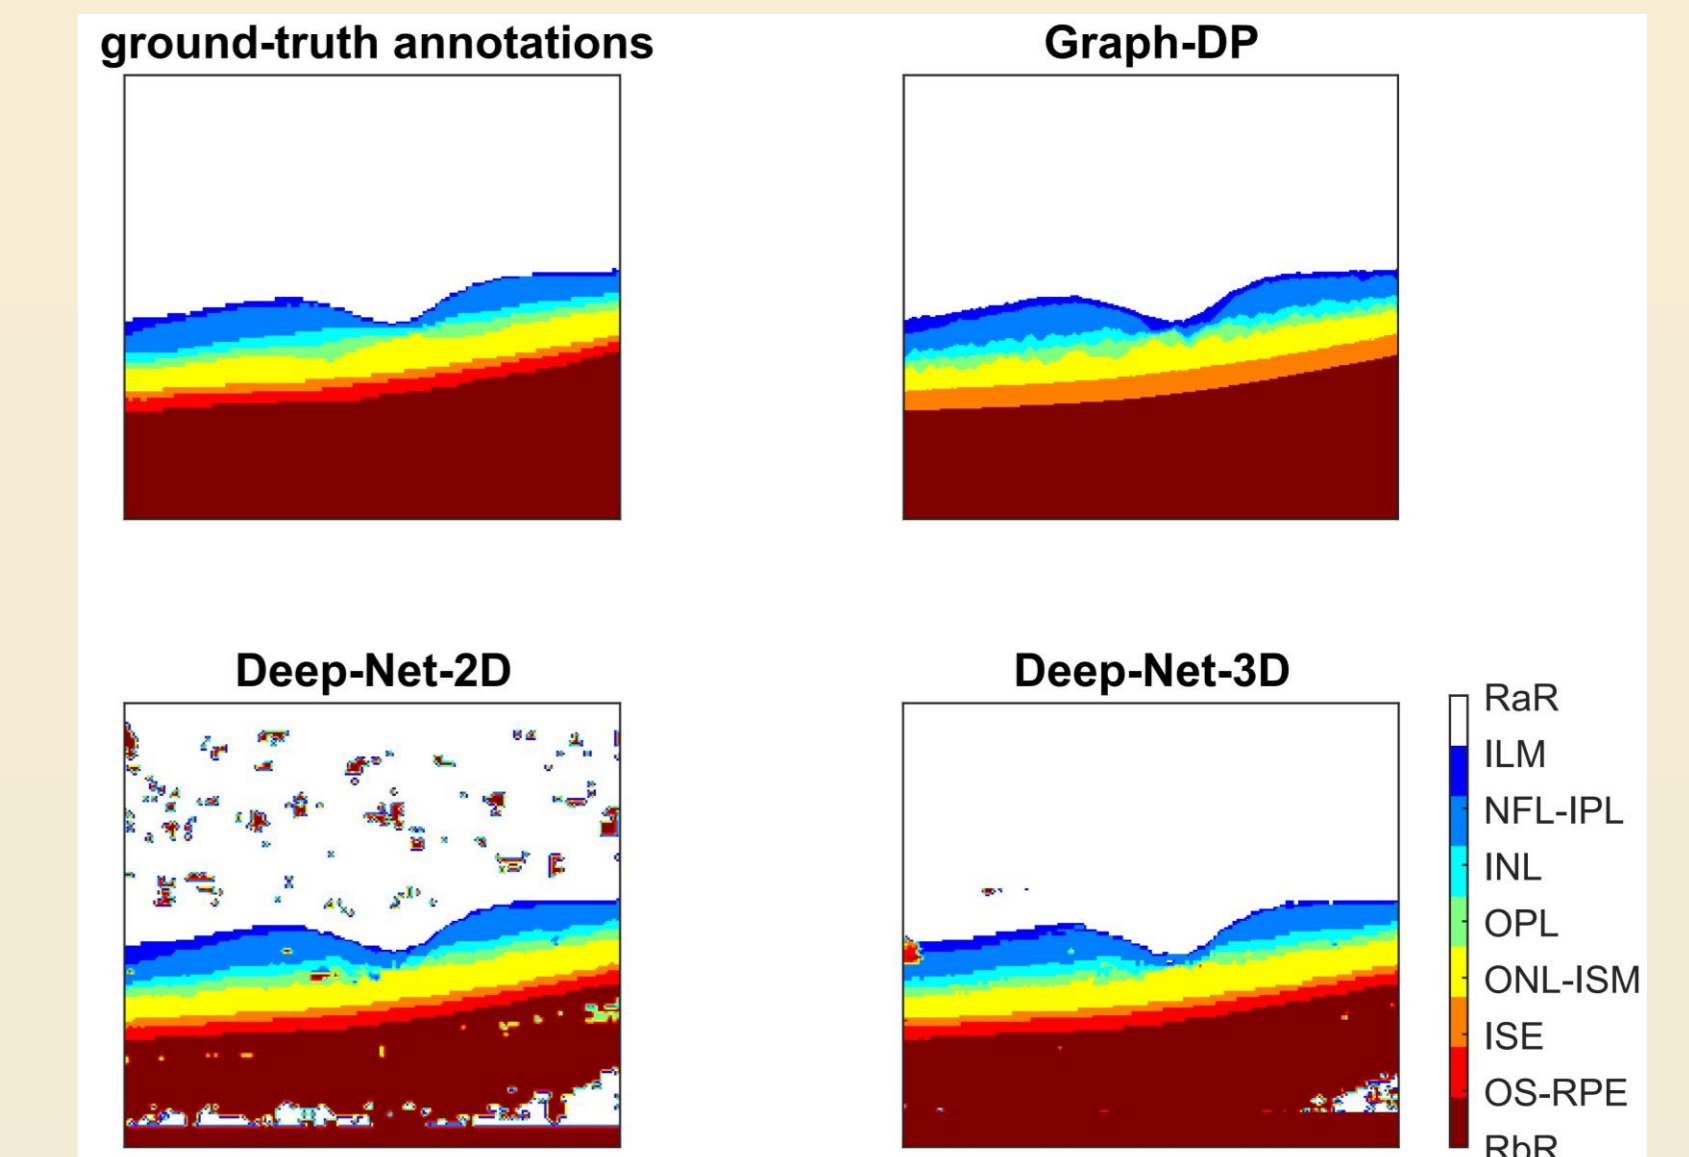 ground-truth annotations
Graph-DP
Deep-Net-2D
Deep-Net-3D
RaR
ILM
NFL-IPL
INL
OPL
ONL-ISM
ISE
OS-RPE
RbR